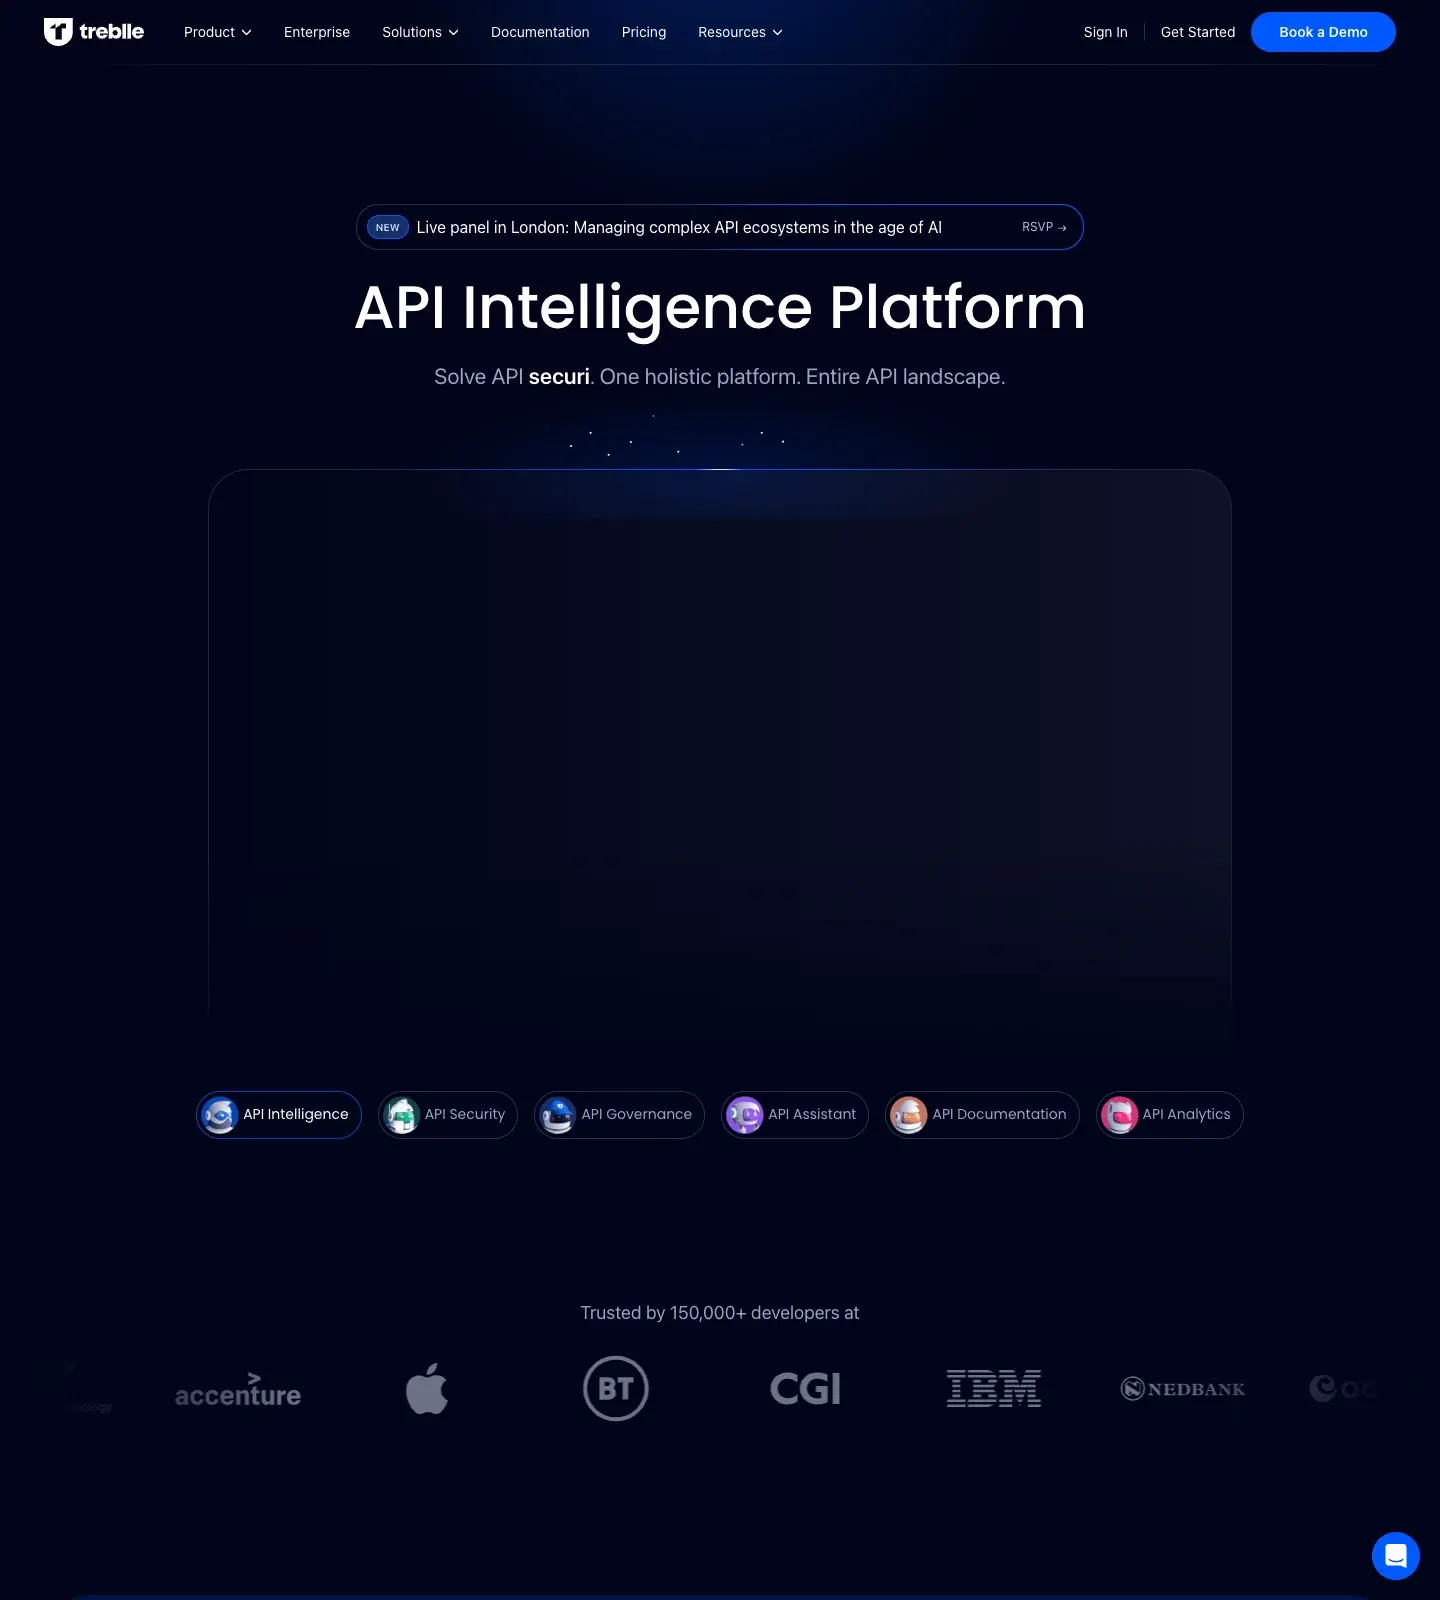 treblle
Product
Enterprise
Solutions
Documentation
Pricing
Resources
Sign In
Get Started
Book a Demo
NEW Live panel in London: Managing complex API ecosystems in the age of AI RSVP →
API Intelligence Platform
Solve API securi. One holistic platform. Entire API landscape.
API Intelligence
API Security
API Governance
API Assistant
API Documentation
API Analytics
Trusted by 150,000+ developers at
accenture
BT
CGI
IBM
NEDBANK